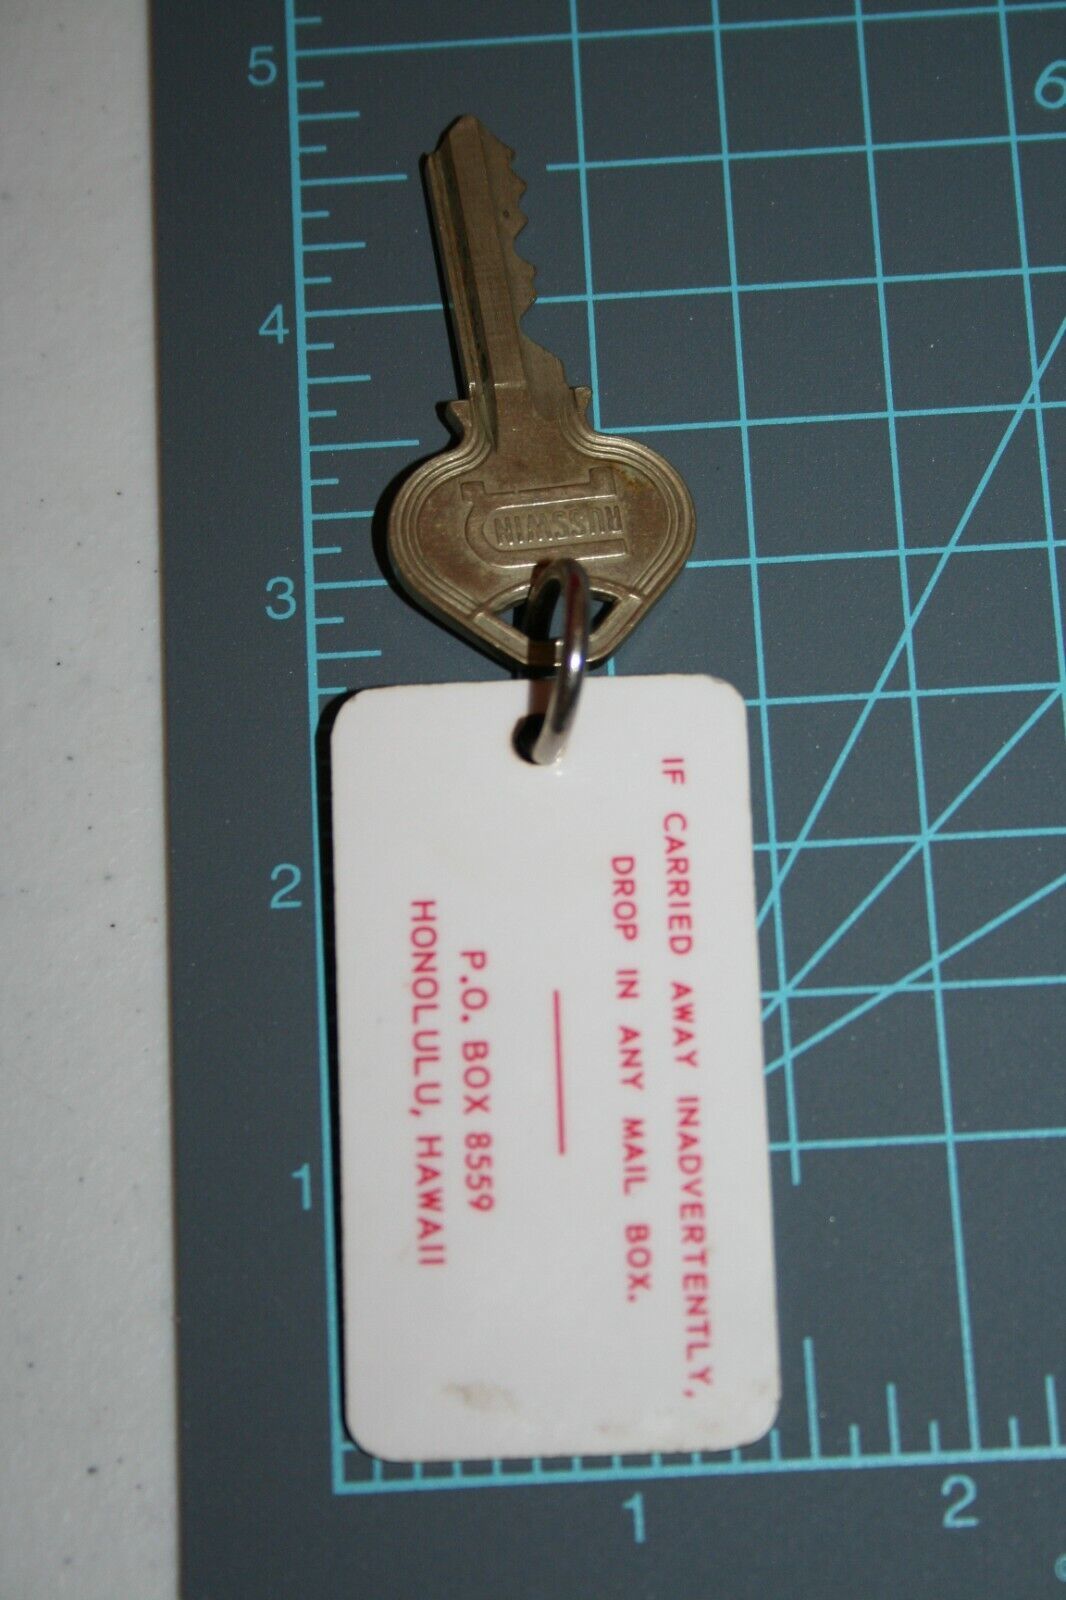 5
6
4
RUSSWIN
3
IF CARRIED AWAY INADVERTENTLY,
DROP IN ANY MAIL BOX.
P.O. BOX 8559
HONOLULU, HAWAII
2
1
1
2